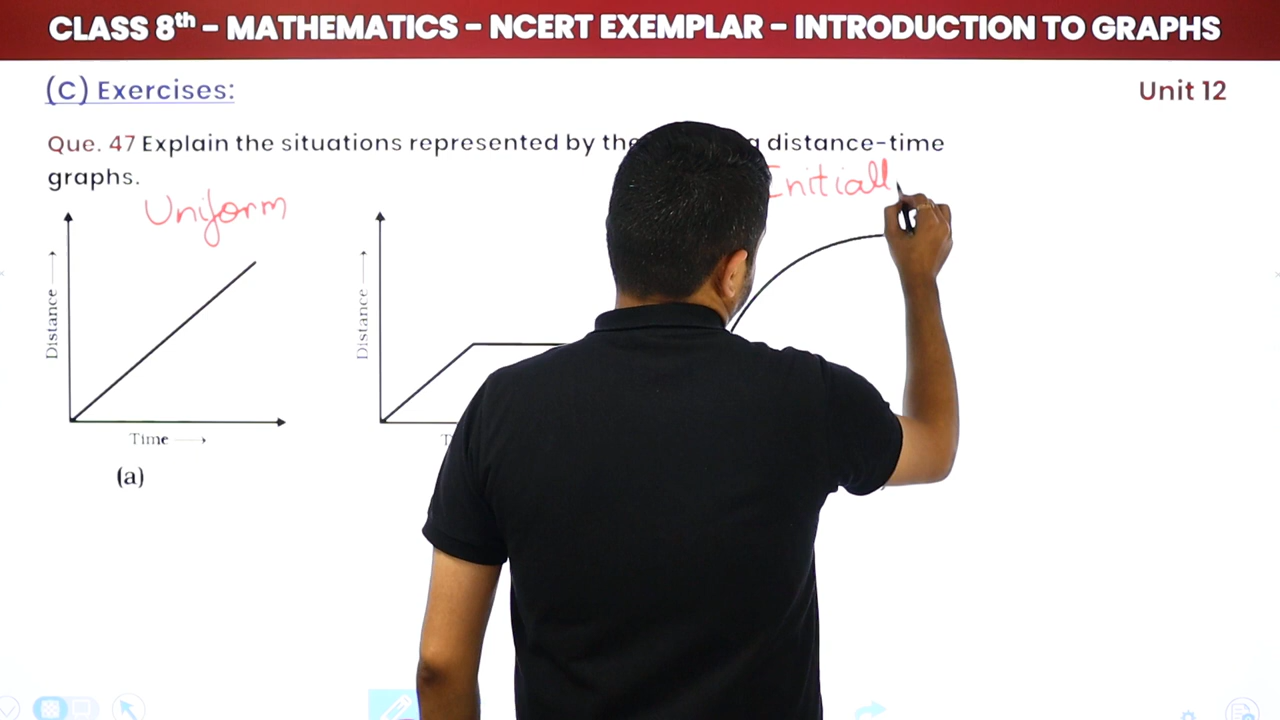 CLASS 8th - MATHEMATICS - NCERT EXEMPLAR - INTRODUCTION TO GRAPHS
(C) Exercises:
Unit 12
Que. 47 Explain the situations represented by the distance-time
graphs.
Uniform
Initiall
Distance
Distance
Time
(a)